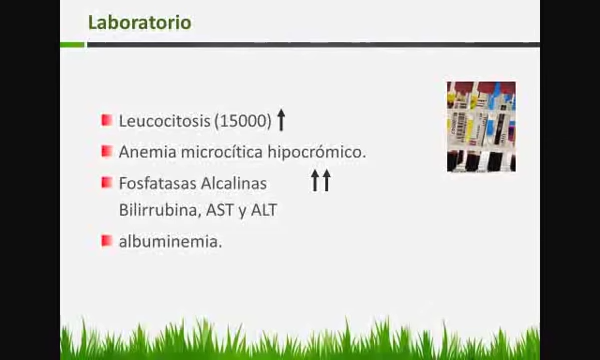 Laboratorio
Leucocitosis (15000) ↑
Anemia microcítica hipocrómico.
Fosfatasas Alcalinas ↑↑
Bilirrubina, AST y ALT
albuminemia.